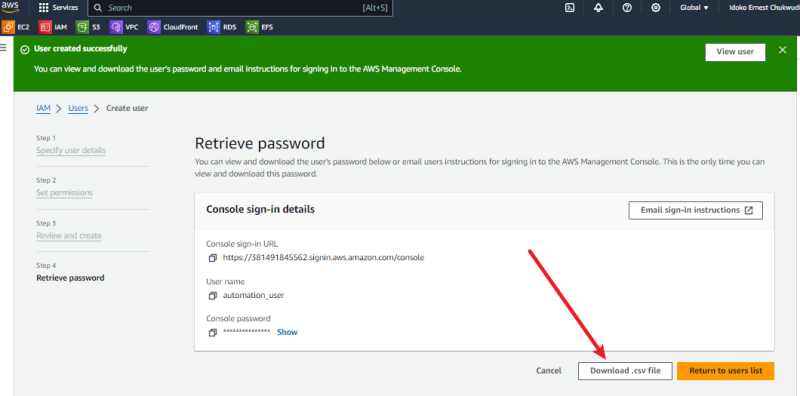 aws
Services
Search
[Alt+S]
Global
Idoko Ernest Chukwudi
EC2
IAM
S3
VPC
CloudFront
RDS
EFS
User created successfully
You can view and download the user's password and email instructions for signing in to the AWS Management Console.
View user
IAM > Users > Create user
Step 1
Specify user details
Step 2
Set permissions
Step 3
Review and create
Step 4
Retrieve password
Retrieve password
You can view and download the user's password below or email users instructions for signing in to the AWS Management Console. This is the only time you can
view and download this password.
Console sign-in details
Email sign-in instructions
Console sign-in URL
https://381491845562.signin.aws.amazon.com/console
User name
automation_user
Console password
*************** Show
Cancel
Download .csv file
Return to users list